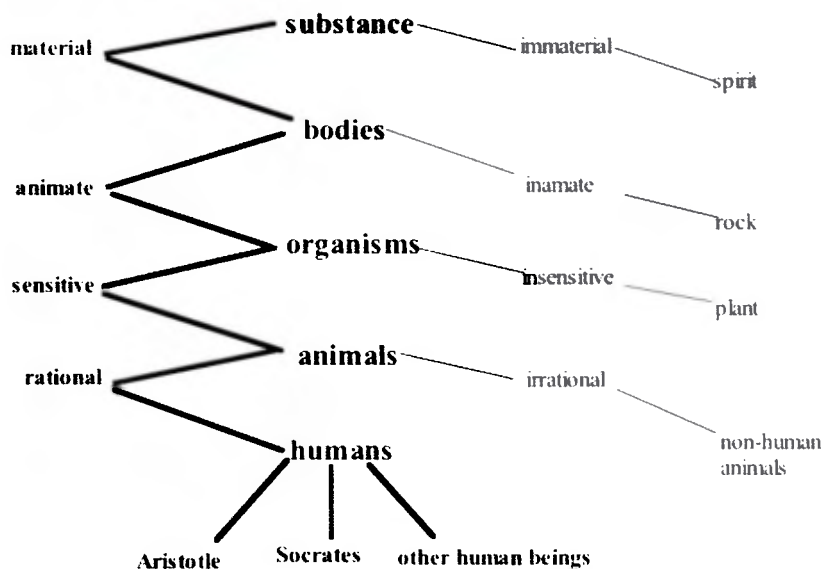 substance
material
immaterial
spirit
bodies
animate
inamate
rock
organisms
sensitive
insensitive
plant
animals
rational
irrational
humans
non-human
animals
Aristotle
Socrates
other human beings